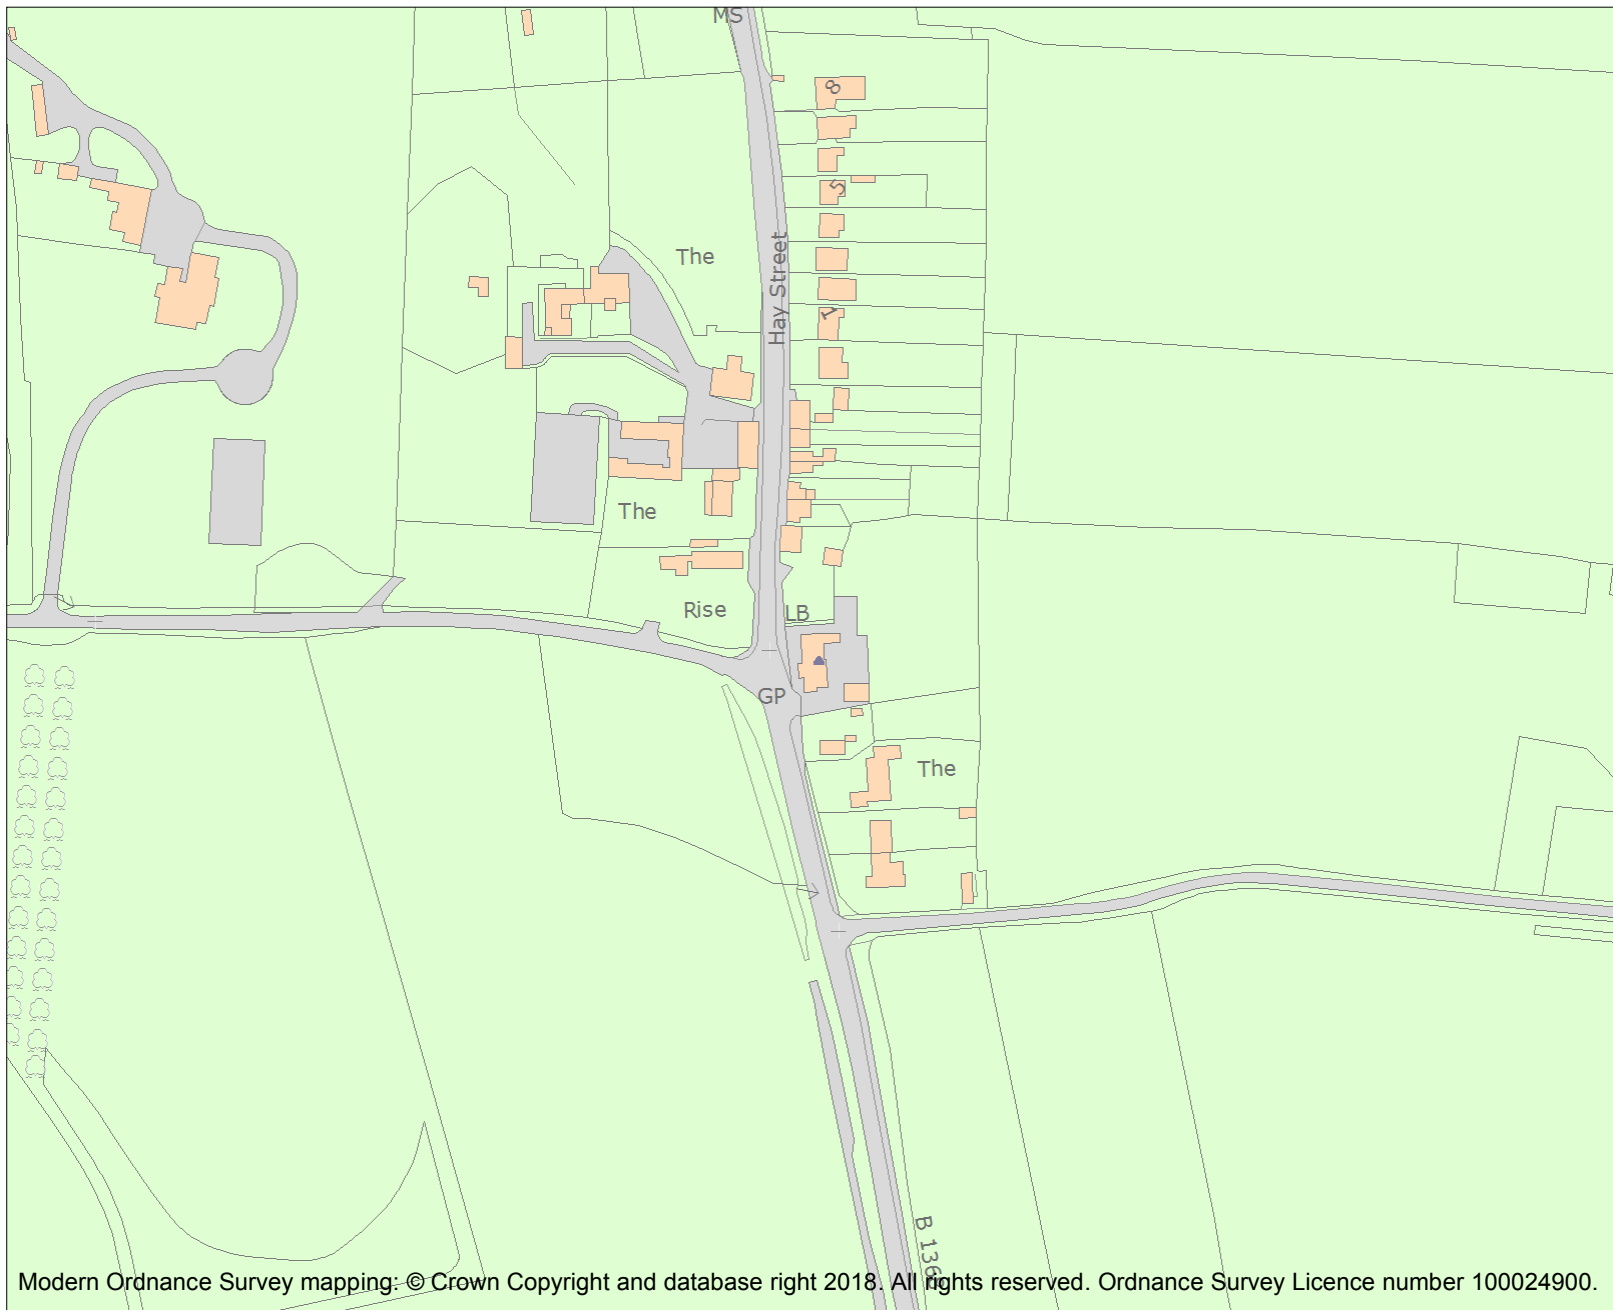 MS
8
5
The
Hay Street
1
The
Rise
LB
GP
The
B 136
Modern Ordnance Survey mapping: © Crown Copyright and database right 2018. All rights reserved. Ordnance Survey Licence number 100024900.